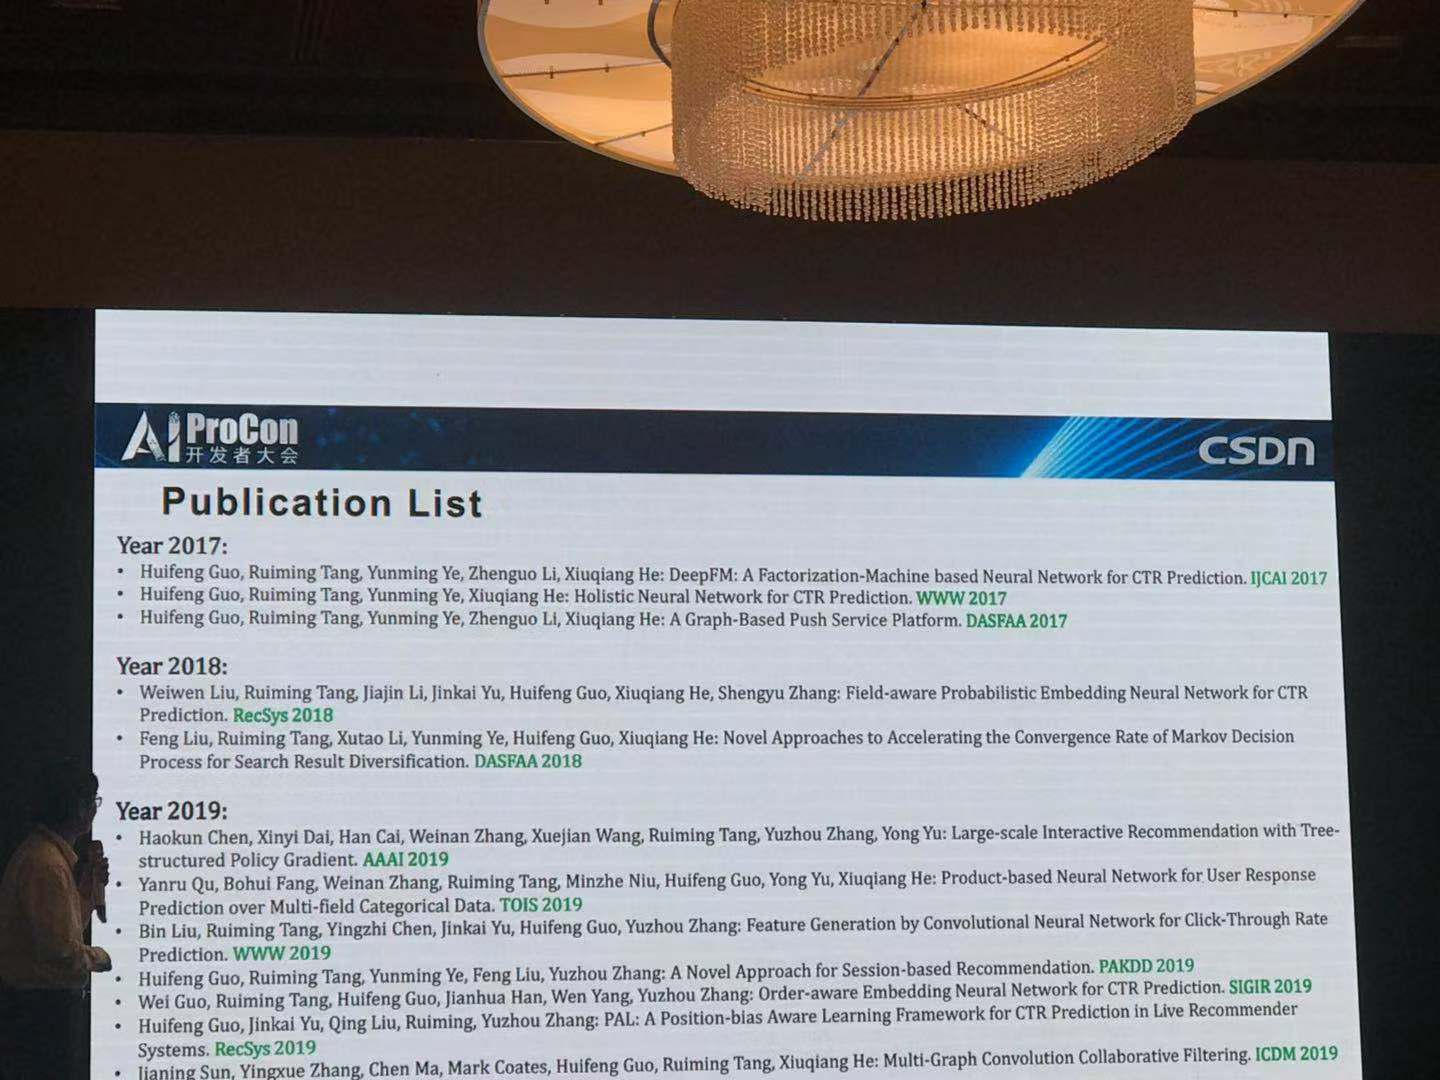 AI ProCon
开发者大会
CSDN
Publication List
Year 2017:
• Huifeng Guo, Ruiming Tang, Yunming Ye, Zhenguo Li, Xiuqiang He: DeepFM: A Factorization-Machine based Neural Network for CTR Prediction. IJCAI 2017
• Huifeng Guo, Ruiming Tang, Yunming Ye, Xiuqiang He: Holistic Neural Network for CTR Prediction. WWW 2017
• Huifeng Guo, Ruiming Tang, Yunming Ye, Zhenguo Li, Xiuqiang He: A Graph-Based Push Service Platform. DASFAA 2017
Year 2018:
• Weiwen Liu, Ruiming Tang, Jiajin Li, Jinkai Yu, Huifeng Guo, Xiuqiang He, Shengyu Zhang: Field-aware Probabilistic Embedding Neural Network for CTR
Prediction. RecSys 2018
• Feng Liu, Ruiming Tang, Xutao Li, Yunming Ye, Huifeng Guo, Xiuqiang He: Novel Approaches to Accelerating the Convergence Rate of Markov Decision
Process for Search Result Diversification. DASFAA 2018
Year 2019:
• Haokun Chen, Xinyi Dai, Han Cai, Weinan Zhang, Xuejian Wang, Ruiming Tang, Yuzhou Zhang, Yong Yu: Large-scale Interactive Recommendation with Tree-
structured Policy Gradient. AAAI 2019
• Yanru Qu, Bohui Fang, Weinan Zhang, Ruiming Tang, Minzhe Niu, Huifeng Guo, Yong Yu, Xiuqiang He: Product-based Neural Network for User Response
Prediction over Multi-field Categorical Data. TOIS 2019
• Bin Liu, Ruiming Tang, Yingzhi Chen, Jinkai Yu, Huifeng Guo, Yuzhou Zhang: Feature Generation by Convolutional Neural Network for Click-Through Rate
Prediction. WWW 2019
• Huifeng Guo, Ruiming Tang, Yunming Ye, Feng Liu, Yuzhou Zhang: A Novel Approach for Session-based Recommendation. PAKDD 2019
• Wei Guo, Ruiming Tang, Huifeng Guo, Jianhua Han, Wen Yang, Yuzhou Zhang: Order-aware Embedding Neural Network for CTR Prediction. SIGIR 2019
• Huifeng Guo, Jinkai Yu, Qing Liu, Ruiming, Yuzhou Zhang: PAL: A Position-bias Aware Learning Framework for CTR Prediction in Live Recommender
Systems. RecSys 2019
• Jianing Sun, Yingxue Zhang, Chen Ma, Mark Coates, Huifeng Guo, Ruiming Tang, Xiuqiang He: Multi-Graph Convolution Collaborative Filtering. ICDM 2019